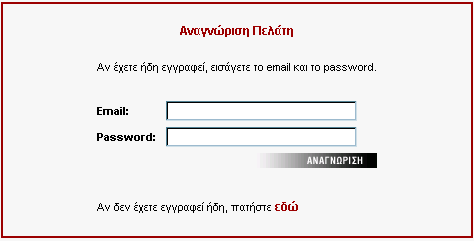 Αναγνώριση Πελάτη
Αν έχετε ήδη εγγραφεί, εισάγετε το email και το password.
Email:
Password:
ΑΝΑΓΝΩΡΙΣΗ
Αν δεν έχετε εγγραφεί ήδη, πατήστε εδώ